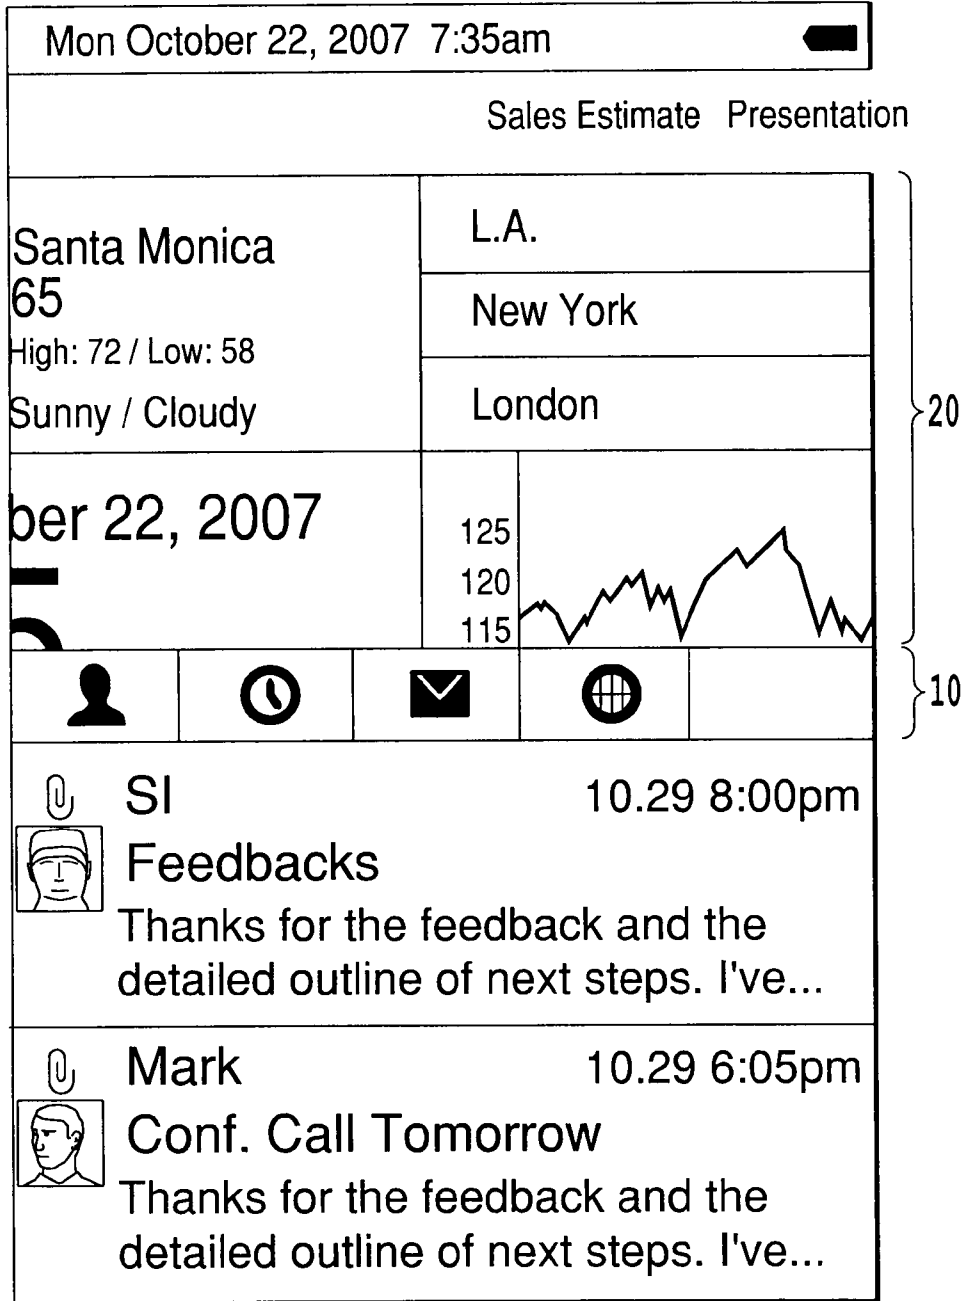 Mon October 22, 2007 7:35am
Sales Estimate Presentation
Santa Monica
65
High: 72 / Low: 58
Sunny / Cloudy
L.A.
New York
London
20
ber 22, 2007
125
120
115
10
SI 10.29 8:00pm
Feedbacks
Thanks for the feedback and the
detailed outline of next steps. I've...
Mark 10.29 6:05pm
Conf. Call Tomorrow
Thanks for the feedback and the
detailed outline of next steps. I've...